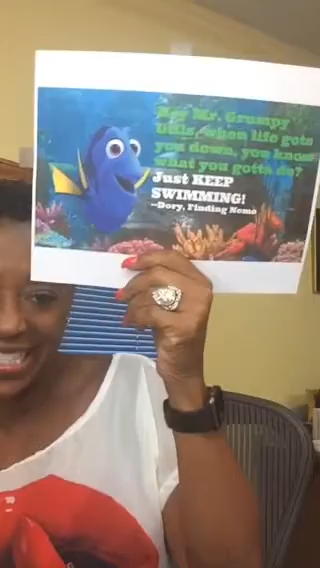 Hey Mr. Grumpy
Gills, when life gets
you down, you know
what you gotta do?
Just KEEP
SWIMMING!
~Dory, Finding Nemo